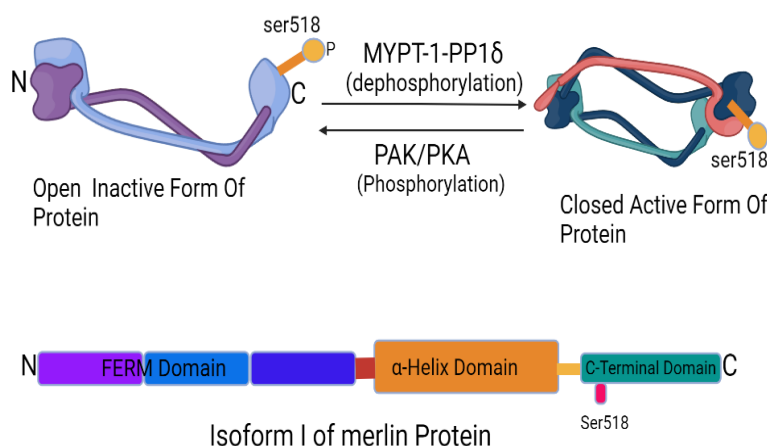 ser518
P
N
C
MYPT-1-PP1δ
(dephosphorylation)
PAK/PKA
(Phosphorylation)
ser518
Open Inactive Form Of
Protein
Closed Active Form Of
Protein
N
FERM Domain
α-Helix Domain
C-Terminal Domain
C
Ser518
Isoform I of merlin Protein